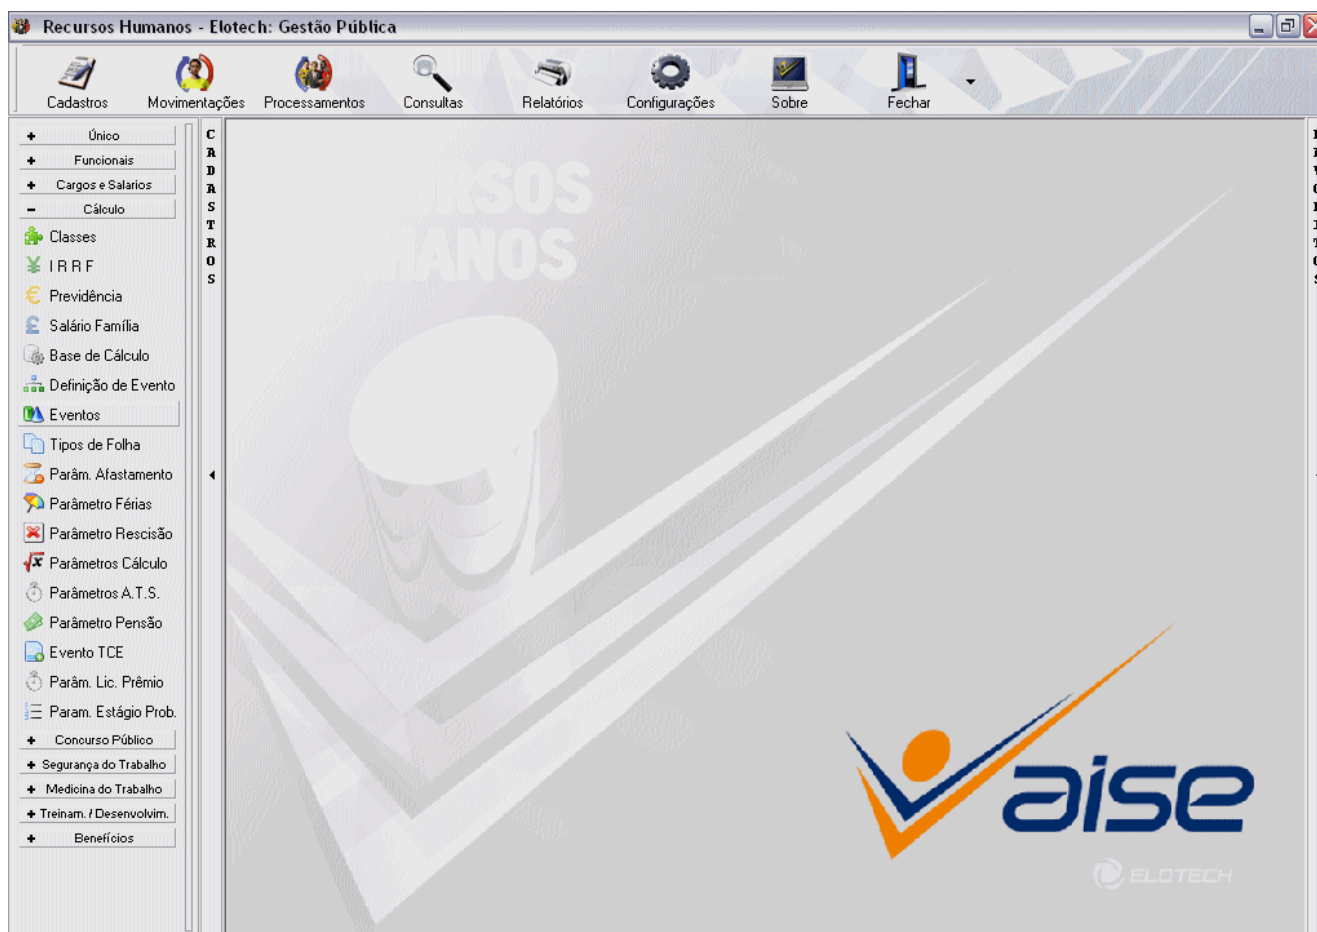 Recursos Humanos - Elotech: Gestão Pública
Cadastros Movimentações Processamentos Consultas Relatórios Configurações Sobre Fechar
+ Único
+ Funcionais
+ Cargos e Salarios
- Cálculo
Classes
I R R F
Previdência
Salário Família
Base de Cálculo
Definição de Evento
Eventos
Tipos de Folha
Parâm. Afastamento
Parâmetro Férias
Parâmetro Rescisão
Parâmetros Cálculo
Parâmetros A.T.S.
Parâmetro Pensão
Evento TCE
Parâm. Lic. Prêmio
Param. Estágio Prob.
+ Concurso Público
+ Segurança do Trabalho
+ Medicina do Trabalho
+ Treinam. / Desenvolvim.
+ Benefícios
CADASTROS
URSOS
MANOS
aise
ELOTECH